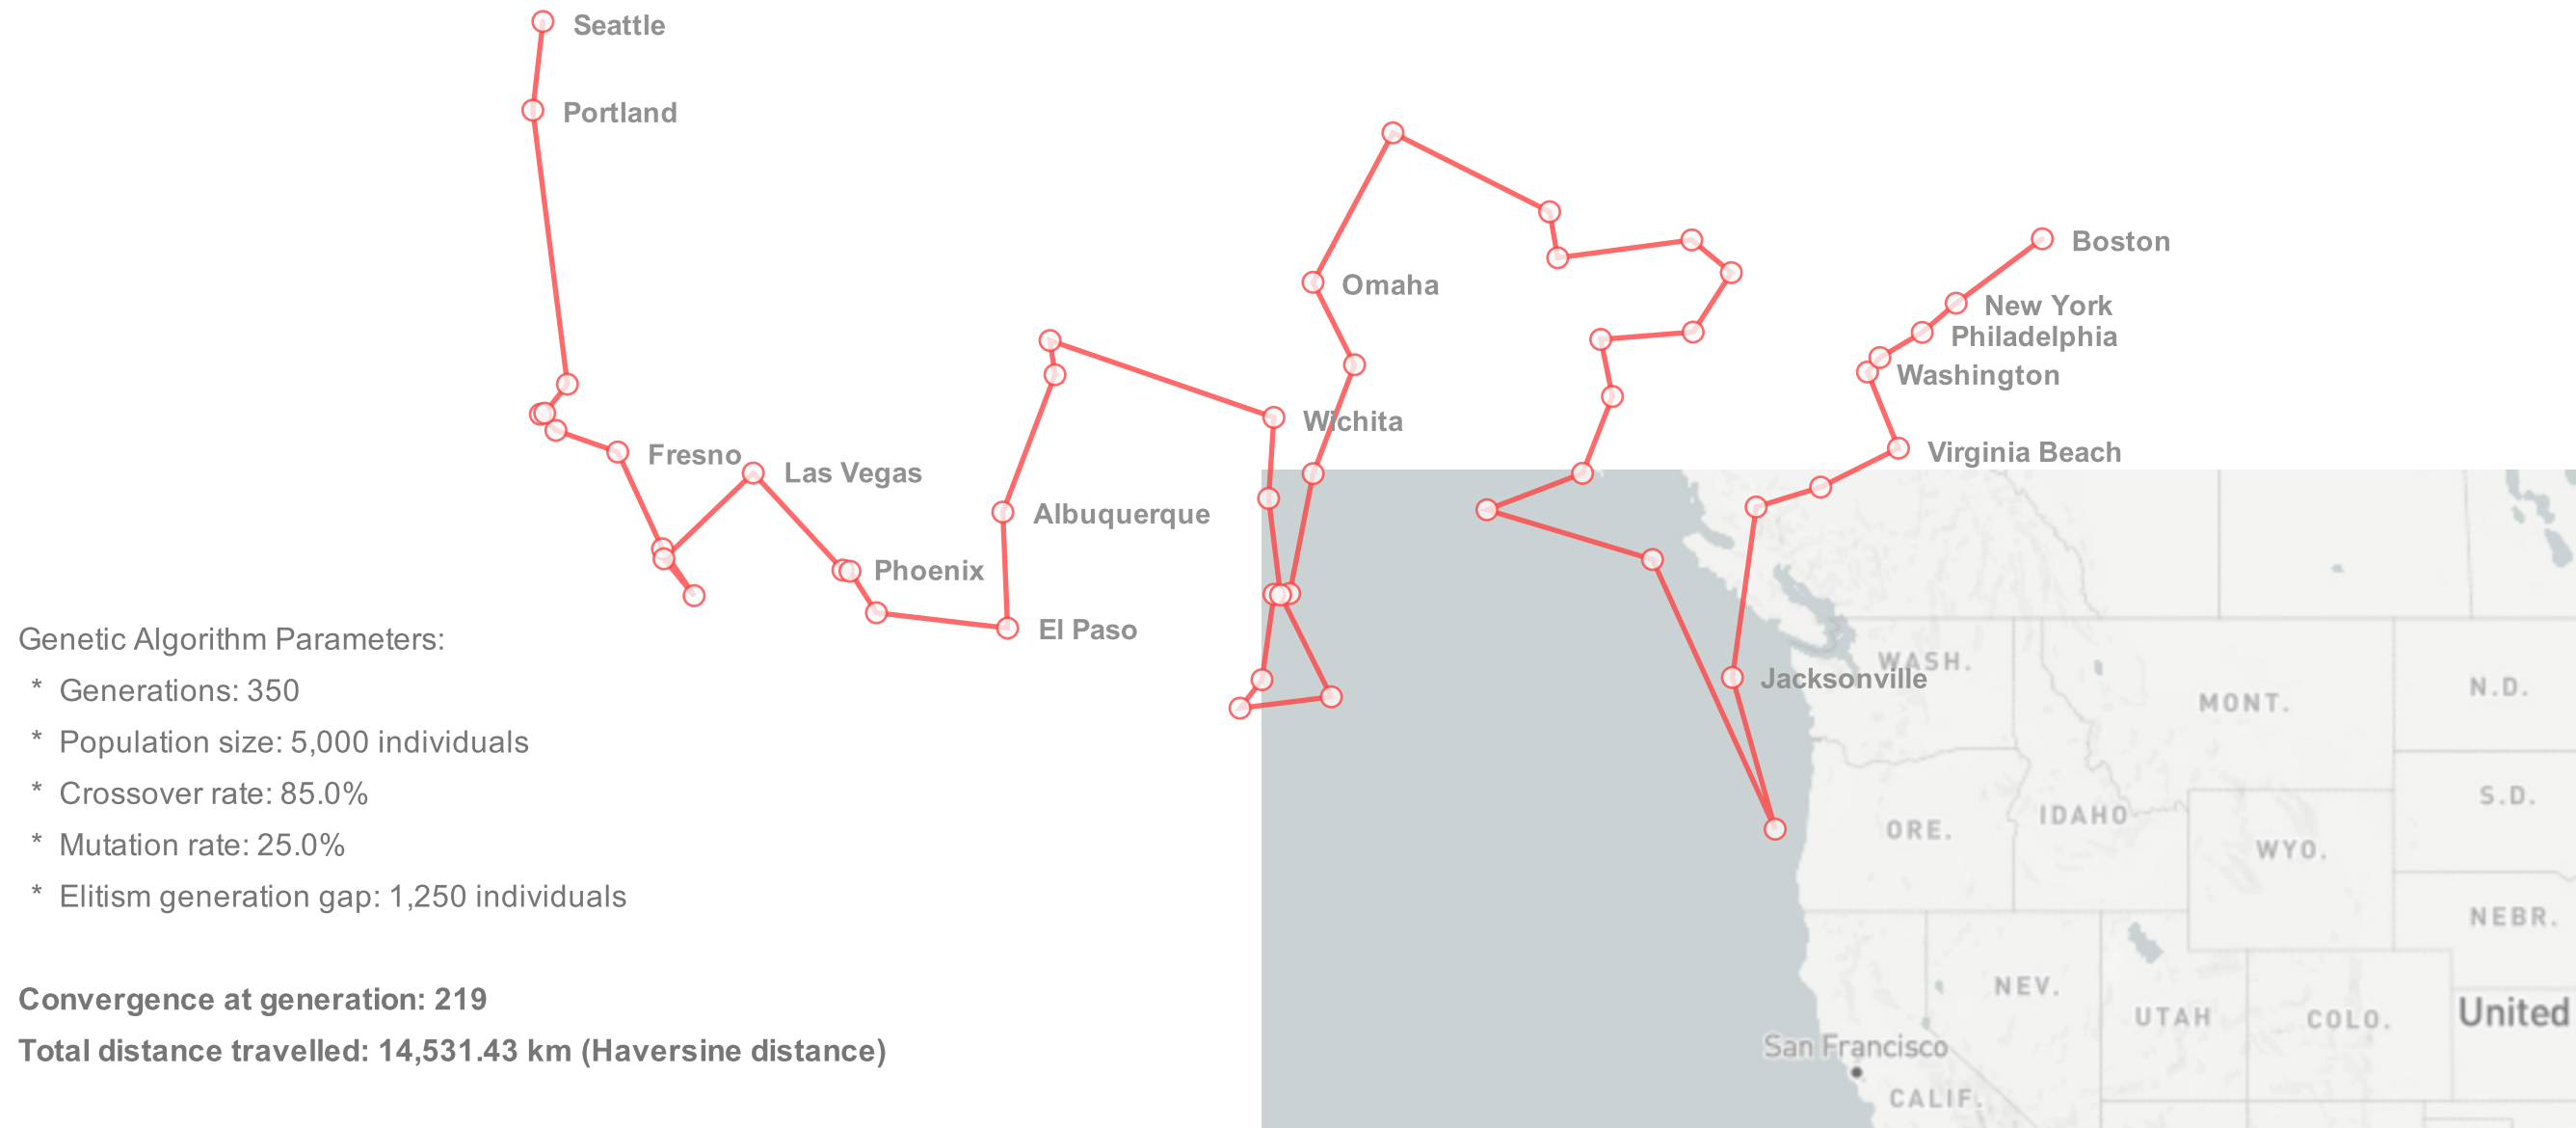 Seattle
Portland
Boston
Omaha
New York
Philadelphia
Washington
Wichita
Fresno
Las Vegas
Virginia Beach
Albuquerque
Phoenix
El Paso
Jacksonville
WASH.
MONT.
N.D.
ORE.
IDAHO
S.D.
WYO.
NEBR.
NEV.
UTAH
COLO.
United
San Francisco
CALIF.
Genetic Algorithm Parameters:
* Generations: 350
* Population size: 5,000 individuals
* Crossover rate: 85.0%
* Mutation rate: 25.0%
* Elitism generation gap: 1,250 individuals
Convergence at generation: 219
Total distance travelled: 14,531.43 km (Haversine distance)